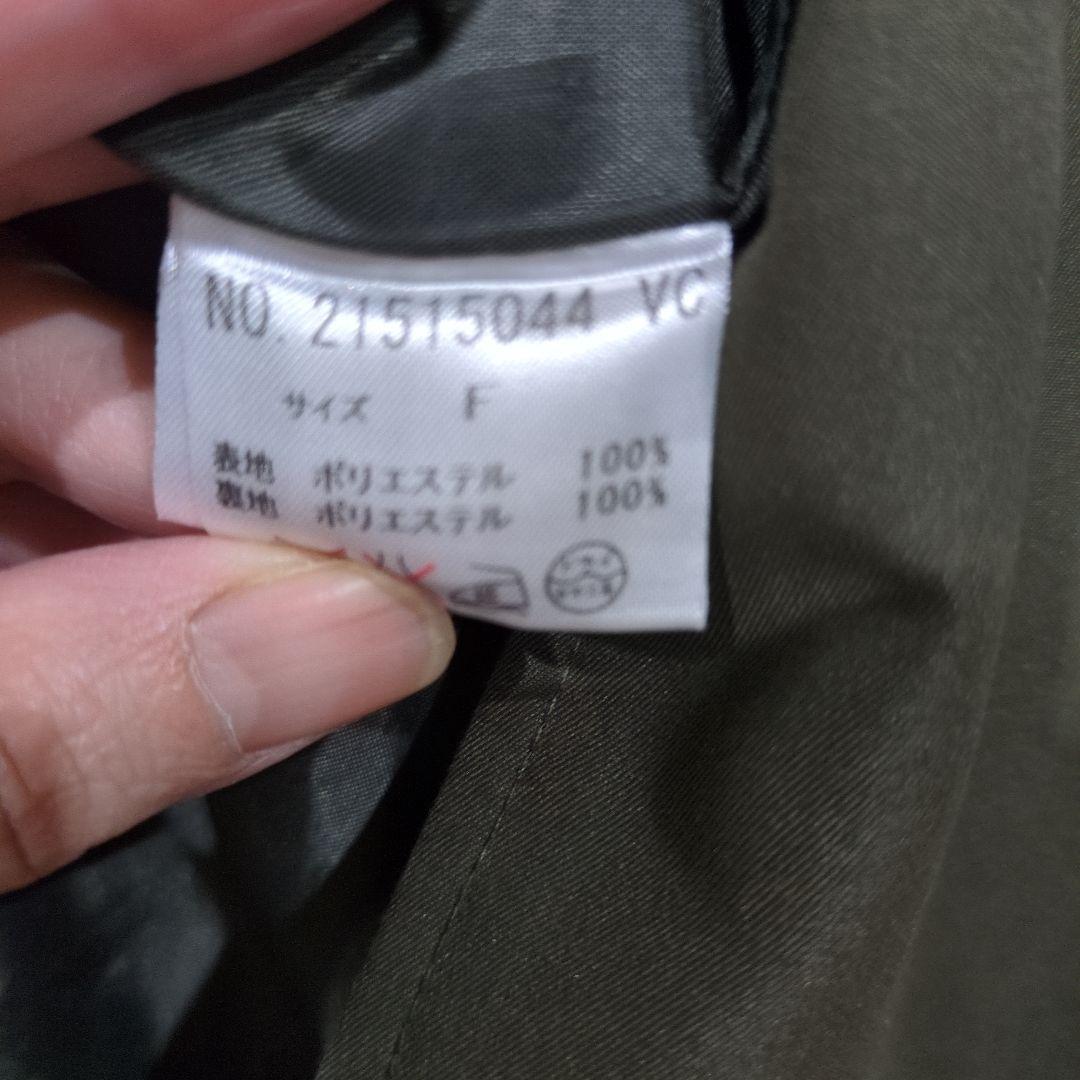 NO. 21515044 YC
サイズ F
表地 ポリエステル 100%
裏地 ポリエステル 100%